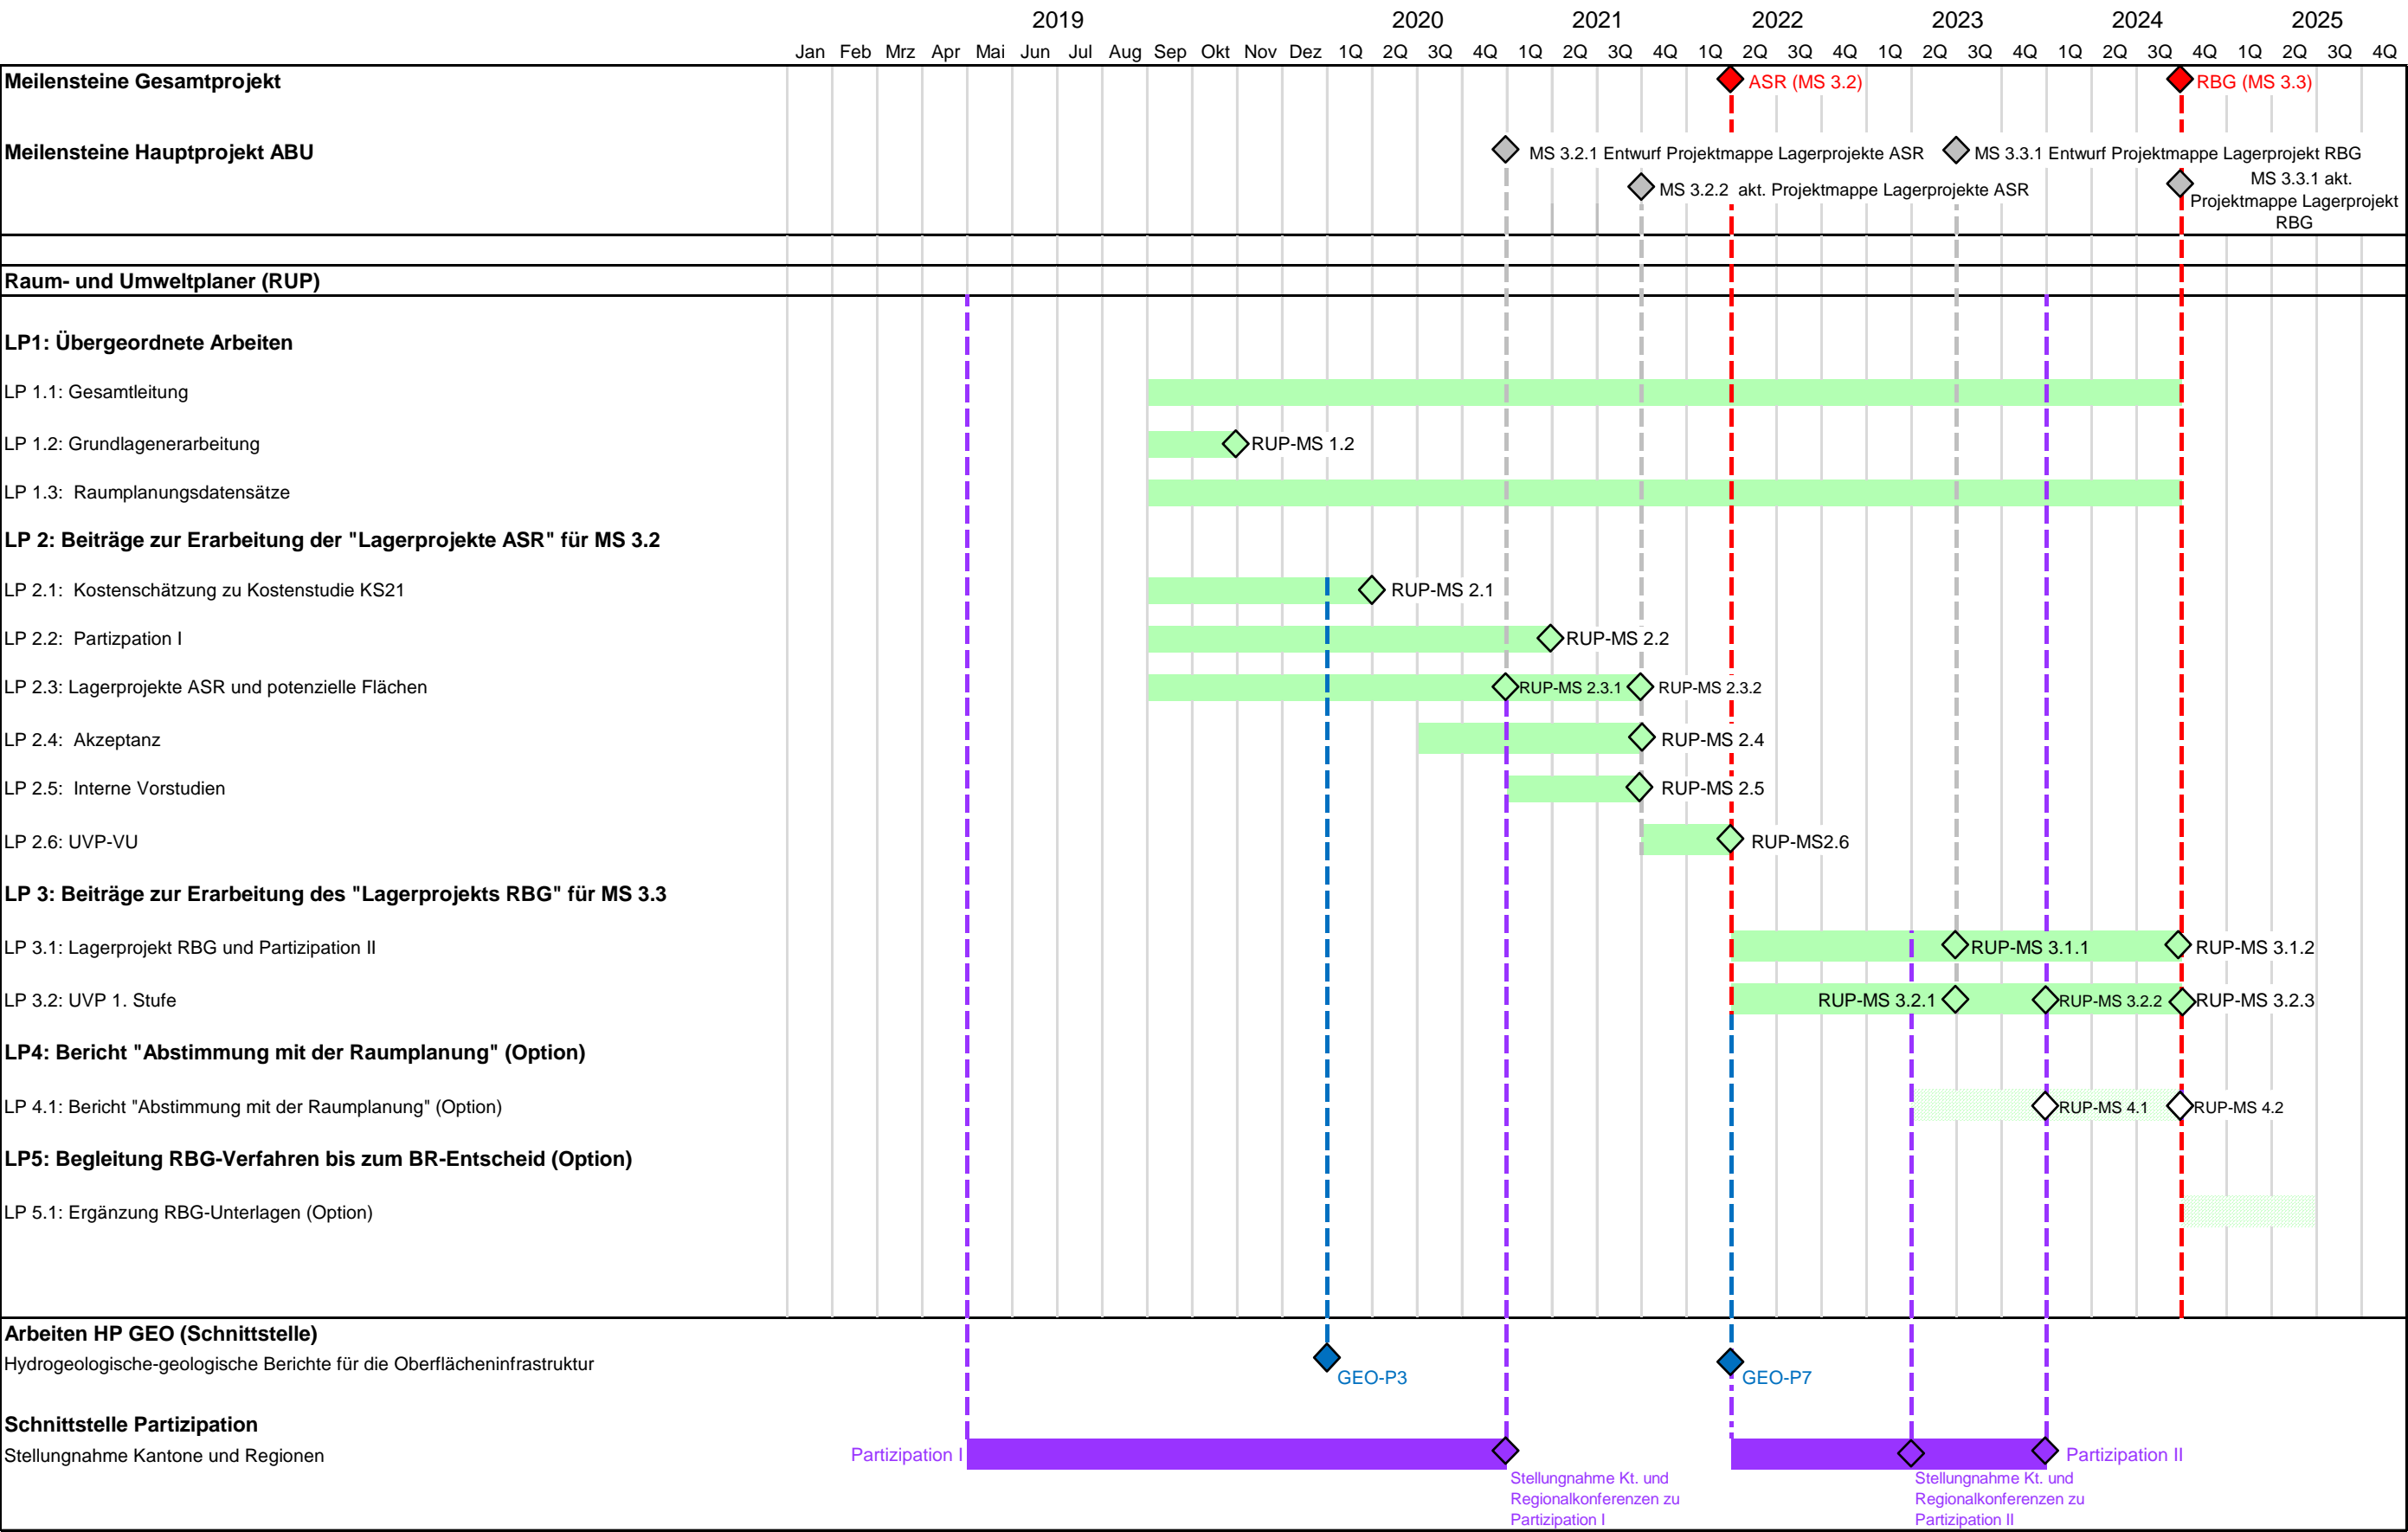 2019 2020 2021 2022 2023 2024 2025
Jan Feb Mrz Apr Mai Jun Jul Aug Sep Okt Nov Dez 1Q 2Q 3Q 4Q 1Q 2Q 3Q 4Q 1Q 2Q 3Q 4Q 1Q 2Q 3Q 4Q 1Q 2Q 3Q 4Q 1Q 2Q 3Q 4Q
Meilensteine Gesamtprojekt
ASR (MS 3.2)
RBG (MS 3.3)
Meilensteine Hauptprojekt ABU
MS 3.2.1 Entwurf Projektmappe Lagerprojekte ASR
MS 3.3.1 Entwurf Projektmappe Lagerprojekt RBG
MS 3.2.2 akt. Projektmappe Lagerprojekte ASR
MS 3.3.1 akt.
Projektmappe Lagerprojekt
RBG
Raum- und Umweltplaner (RUP)
LP1: Übergeordnete Arbeiten
LP 1.1: Gesamtleitung
LP 1.2: Grundlagenerarbeitung
RUP-MS 1.2
LP 1.3: Raumplanungsdatensätze
LP 2: Beiträge zur Erarbeitung der "Lagerprojekte ASR" für MS 3.2
LP 2.1: Kostenschätzung zu Kostenstudie KS21
RUP-MS 2.1
LP 2.2: Partizpation I
RUP-MS 2.2
LP 2.3: Lagerprojekte ASR und potenzielle Flächen
RUP-MS 2.3.1
RUP-MS 2.3.2
LP 2.4: Akzeptanz
RUP-MS 2.4
LP 2.5: Interne Vorstudien
RUP-MS 2.5
LP 2.6: UVP-VU
RUP-MS2.6
LP 3: Beiträge zur Erarbeitung des "Lagerprojekts RBG" für MS 3.3
LP 3.1: Lagerprojekt RBG und Partizipation II
RUP-MS 3.1.1
RUP-MS 3.1.2
LP 3.2: UVP 1. Stufe
RUP-MS 3.2.1
RUP-MS 3.2.2
RUP-MS 3.2.3
LP4: Bericht "Abstimmung mit der Raumplanung" (Option)
LP 4.1: Bericht "Abstimmung mit der Raumplanung" (Option)
RUP-MS 4.1
RUP-MS 4.2
LP5: Begleitung RBG-Verfahren bis zum BR-Entscheid (Option)
LP 5.1: Ergänzung RBG-Unterlagen (Option)
Arbeiten HP GEO (Schnittstelle)
Hydrogeologische-geologische Berichte für die Oberflächeninfrastruktur
GEO-P3
GEO-P7
Schnittstelle Partizipation
Stellungnahme Kantone und Regionen
Partizipation I
Partizipation II
Stellungnahme Kt. und
Regionalkonferenzen zu
Partizipation I
Stellungnahme Kt. und
Regionalkonferenzen zu
Partizipation II